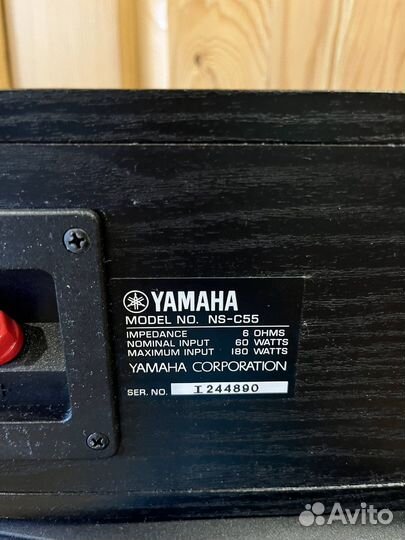 YAMAHA
MODEL NO. NS-C55
IMPEDANCE 6 OHMS
NOMINAL INPUT 60 WATTS
MAXIMUM INPUT 180 WATTS
YAMAHA CORPORATION
SER. NO. I 244890
Avito